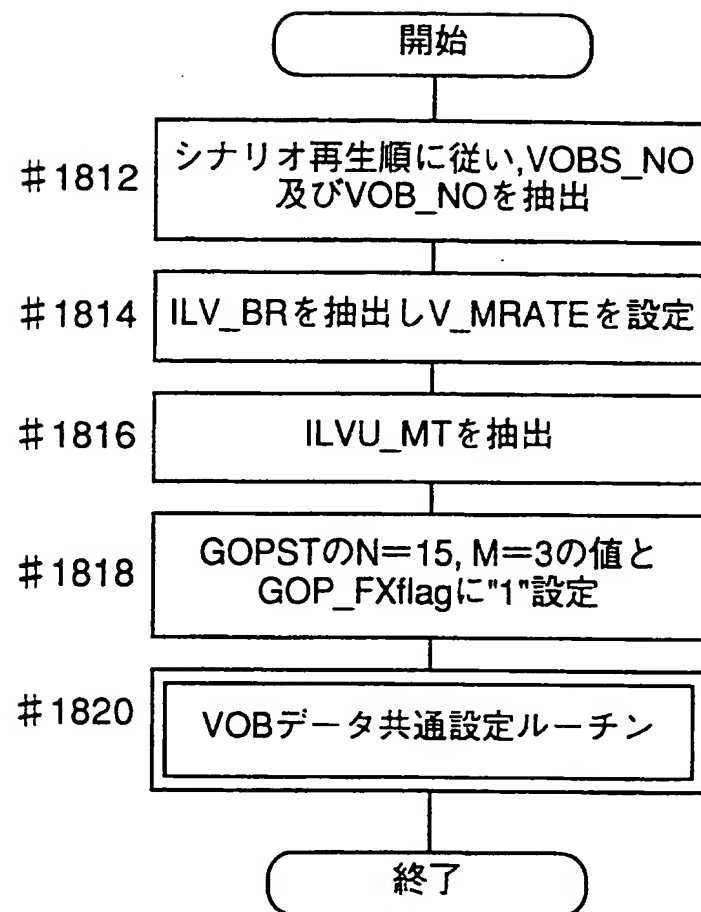 開始
#1812
シナリオ再生順に従い,VOBS_NO
及びVOB_NOを抽出
#1814
ILV_BRを抽出しV_MRATEを設定
#1816
ILVU_MTを抽出
#1818
GOPSTのN=15, M=3の値と
GOP_FXflagに"1"設定
#1820
VOBデータ共通設定ルーチン
終了